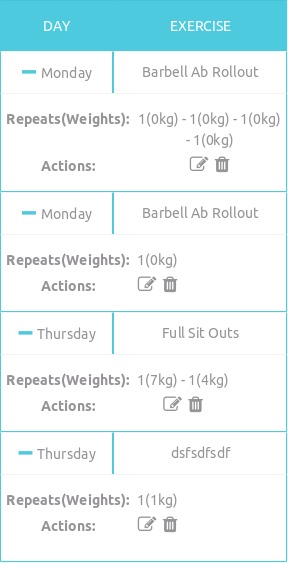 DAY EXERCISE
Monday Barbell Ab Rollout
Repeats(Weights): 1(0kg) - 1(0kg) - 1(0kg)
- 1(0kg)
Actions:
Monday Barbell Ab Rollout
Repeats(Weights): 1(0kg)
Actions:
Thursday Full Sit Outs
Repeats(Weights): 1(7kg) - 1(4kg)
Actions:
Thursday dsfsdfsdf
Repeats(Weights): 1(1kg)
Actions: